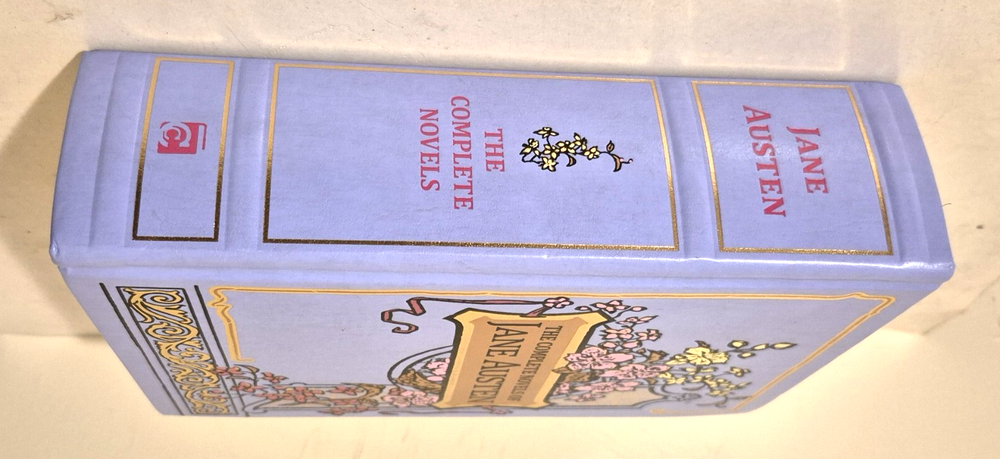 JANE
AUSTEN
THE
COMPLETE
NOVELS
C
THE COMPLETE NOVELS OF
JANE AUSTEN